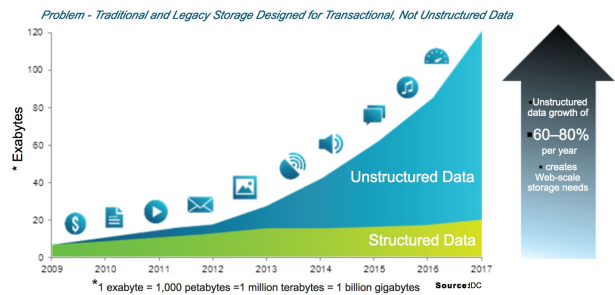 Problem - Traditional and Legacy Storage Designed for Transactional, Not Unstructured Data
* Exabytes
120
100
80
60
40
20
0
$
Unstructured Data
Structured Data
2009 2010 2011 2012 2013 2014 2015 2016 2017
▪Unstructured
data growth of
▪60–80%
per year
▪ creates
Web-scale
storage needs
*1 exabyte = 1,000 petabytes =1 million terabytes = 1 billion gigabytes
Source:IDC